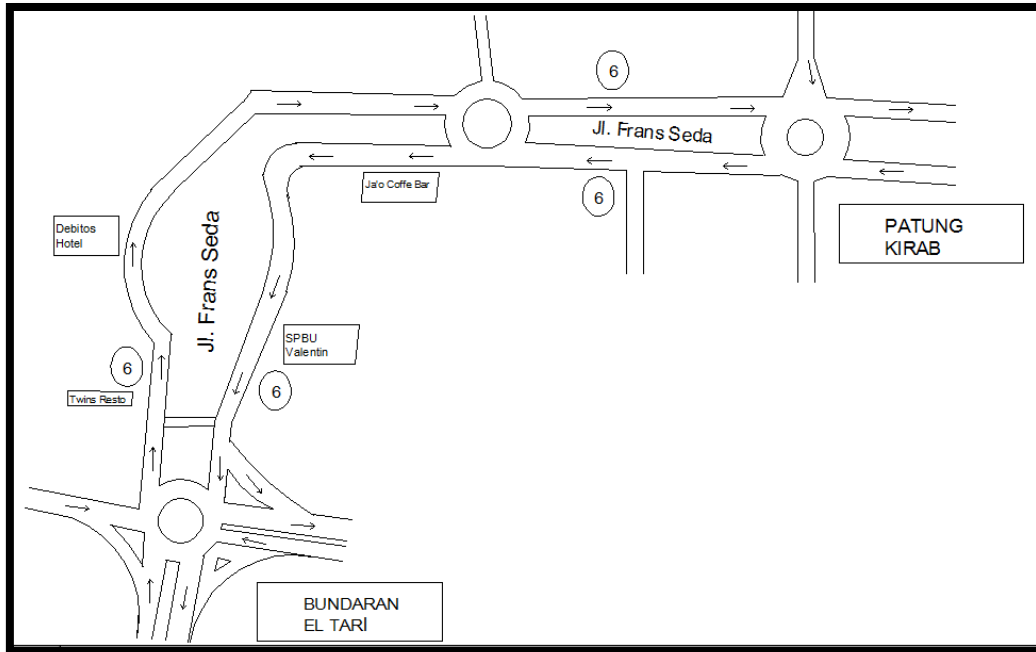 6
Jl. Frans Seda
Ja'o Coffe Bar
6
PATUNG
KIRAB
Debitos
Hotel
Jl. Frans Seda
SPBU
Valentin
6
Twins Resto
6
BUNDARAN
EL TARI